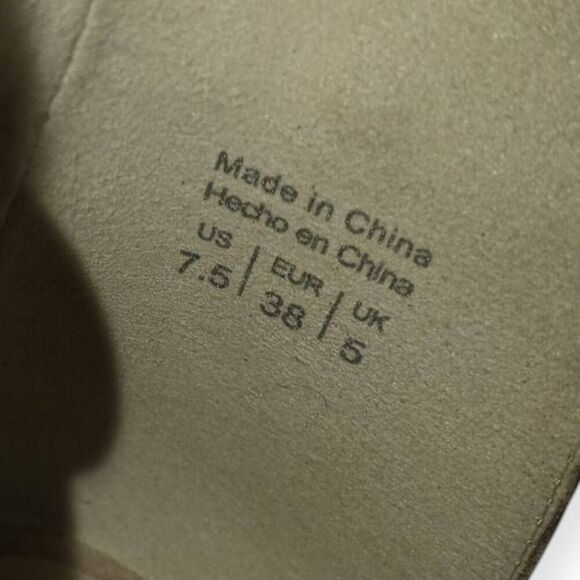 Made in China
Hecho en China
US | EUR | UK
7.5 | 38 | 5